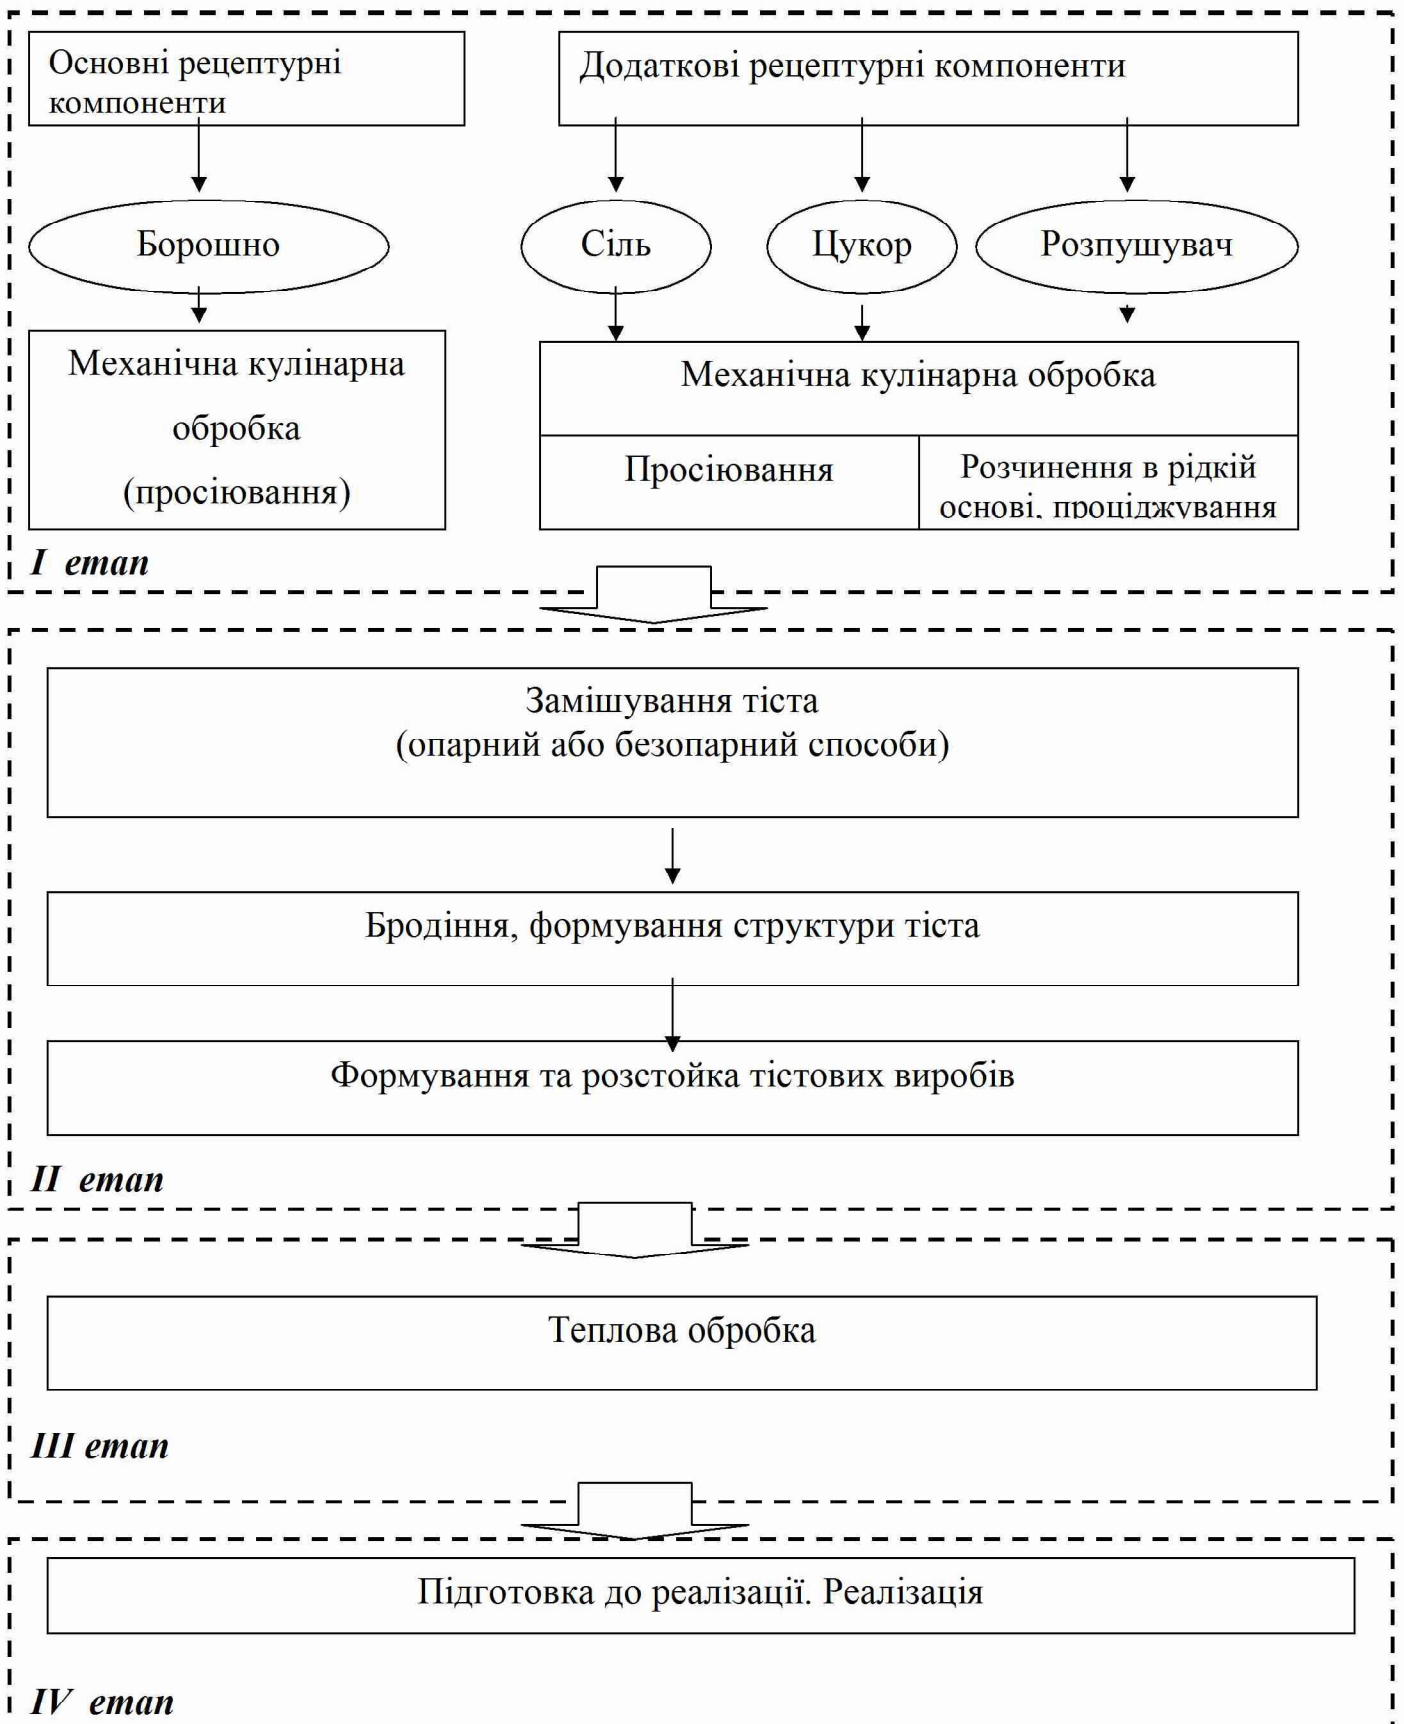 Основні рецептурні
компоненти
Додаткові рецептурні компоненти
Борошно
Сіль
Цукор
Розпушувач
Механічна кулінарна
обробка
(просіювання)
Механічна кулінарна обробка
Просіювання
Розчинення в рідкій
основі, проціджування
I етап
Замішування тіста
(опарний або безопарний способи)
Бродіння, формування структури тіста
Формування та розстойка тістових виробів
II етап
Теплова обробка
III етап
Підготовка до реалізації. Реалізація
IV етап